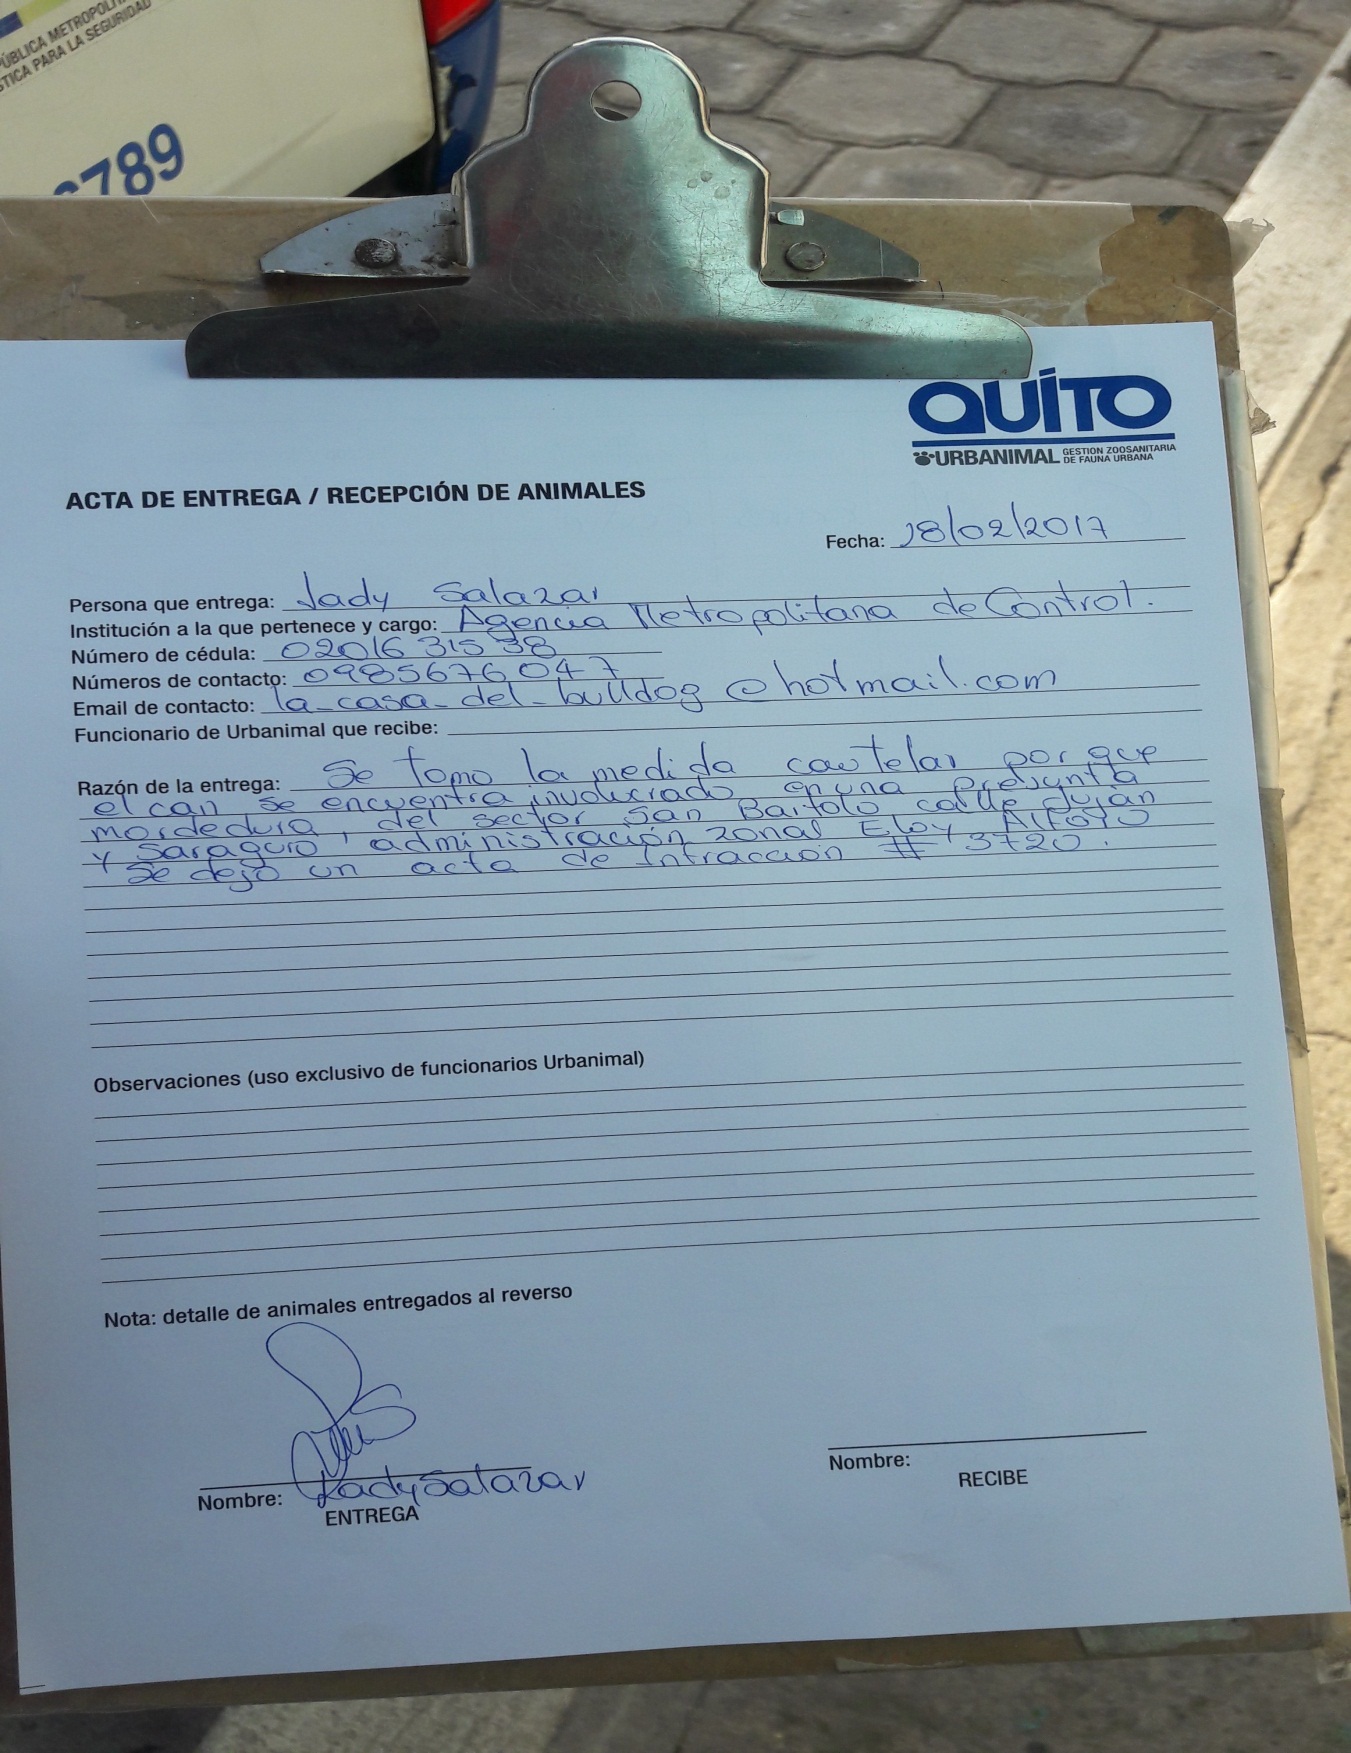 PÚBLICA METROPOLIT
STICA PARA LA SEGURIDAD
789
QUITO
URBANIMAL GESTION ZOOSANITARIA
DE FAUNA URBANA
ACTA DE ENTREGA / RECEPCIÓN DE ANIMALES
Fecha: 28/02/2017
Persona que entrega: Lady Salazar
Institución a la que pertenece y cargo: Agencia Metropolitana de Control.
Número de cédula: 0201631538
Números de contacto: 0985676047
Email de contacto: la_casa_del_bulldog@hotmail.com
Funcionario de Urbanimal que recibe:
Razón de la entrega: Se tomo la medida cautelar por que
el can se encuentra involucrado en una presunta
mordedura, del sector San Bartolo calle
y Saraguro, administración zonal Eloy Alfaro
Se dejo un acta de Infracción # 3720.
Observaciones (uso exclusivo de funcionarios Urbanimal)
Nota: detalle de animales entregados al reverso
Nombre: Lady Salazar
ENTREGA
Nombre:
RECIBE